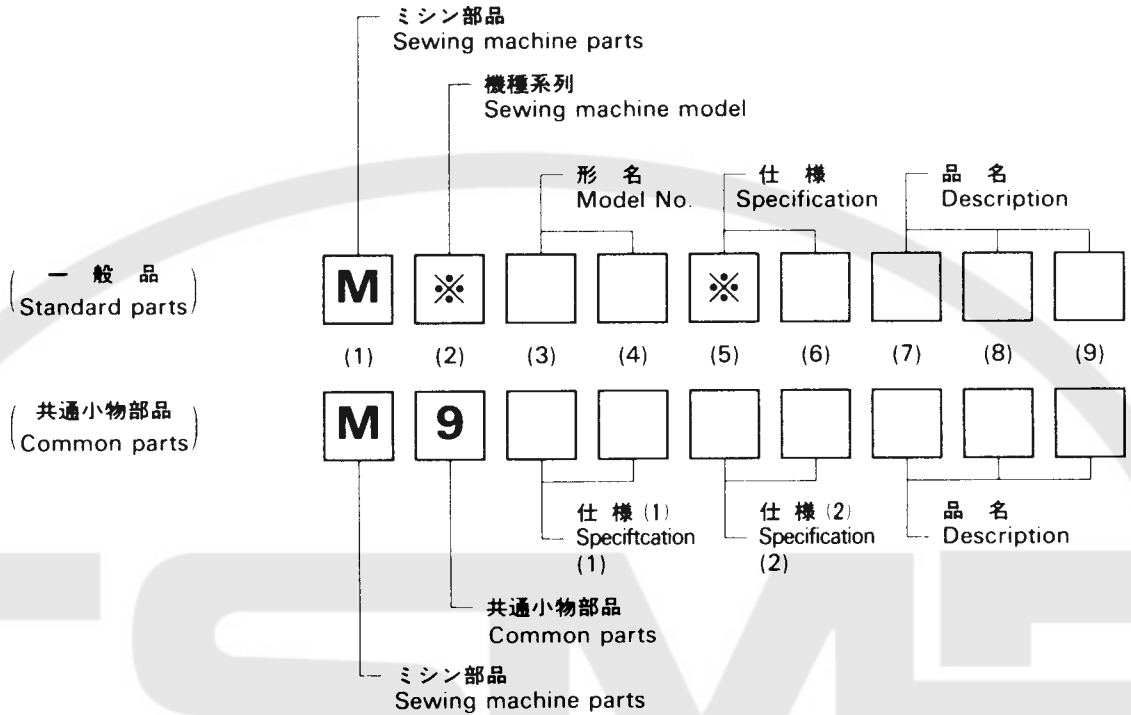 ミシン部品
Sewing machine parts
機種系列
Sewing machine model
形 名
Model No.
仕 様
Specification
品 名
Description
(一 般 品
Standard parts)
M ※ ※
(1) (2) (3) (4) (5) (6) (7) (8) (9)
(共通小物部品
Common parts)
M 9
仕 様(1)
Speciftcation
(1)
仕 様(2)
Specification
(2)
品 名
Description
共通小物部品
Common parts
ミシン部品
Sewing machine parts